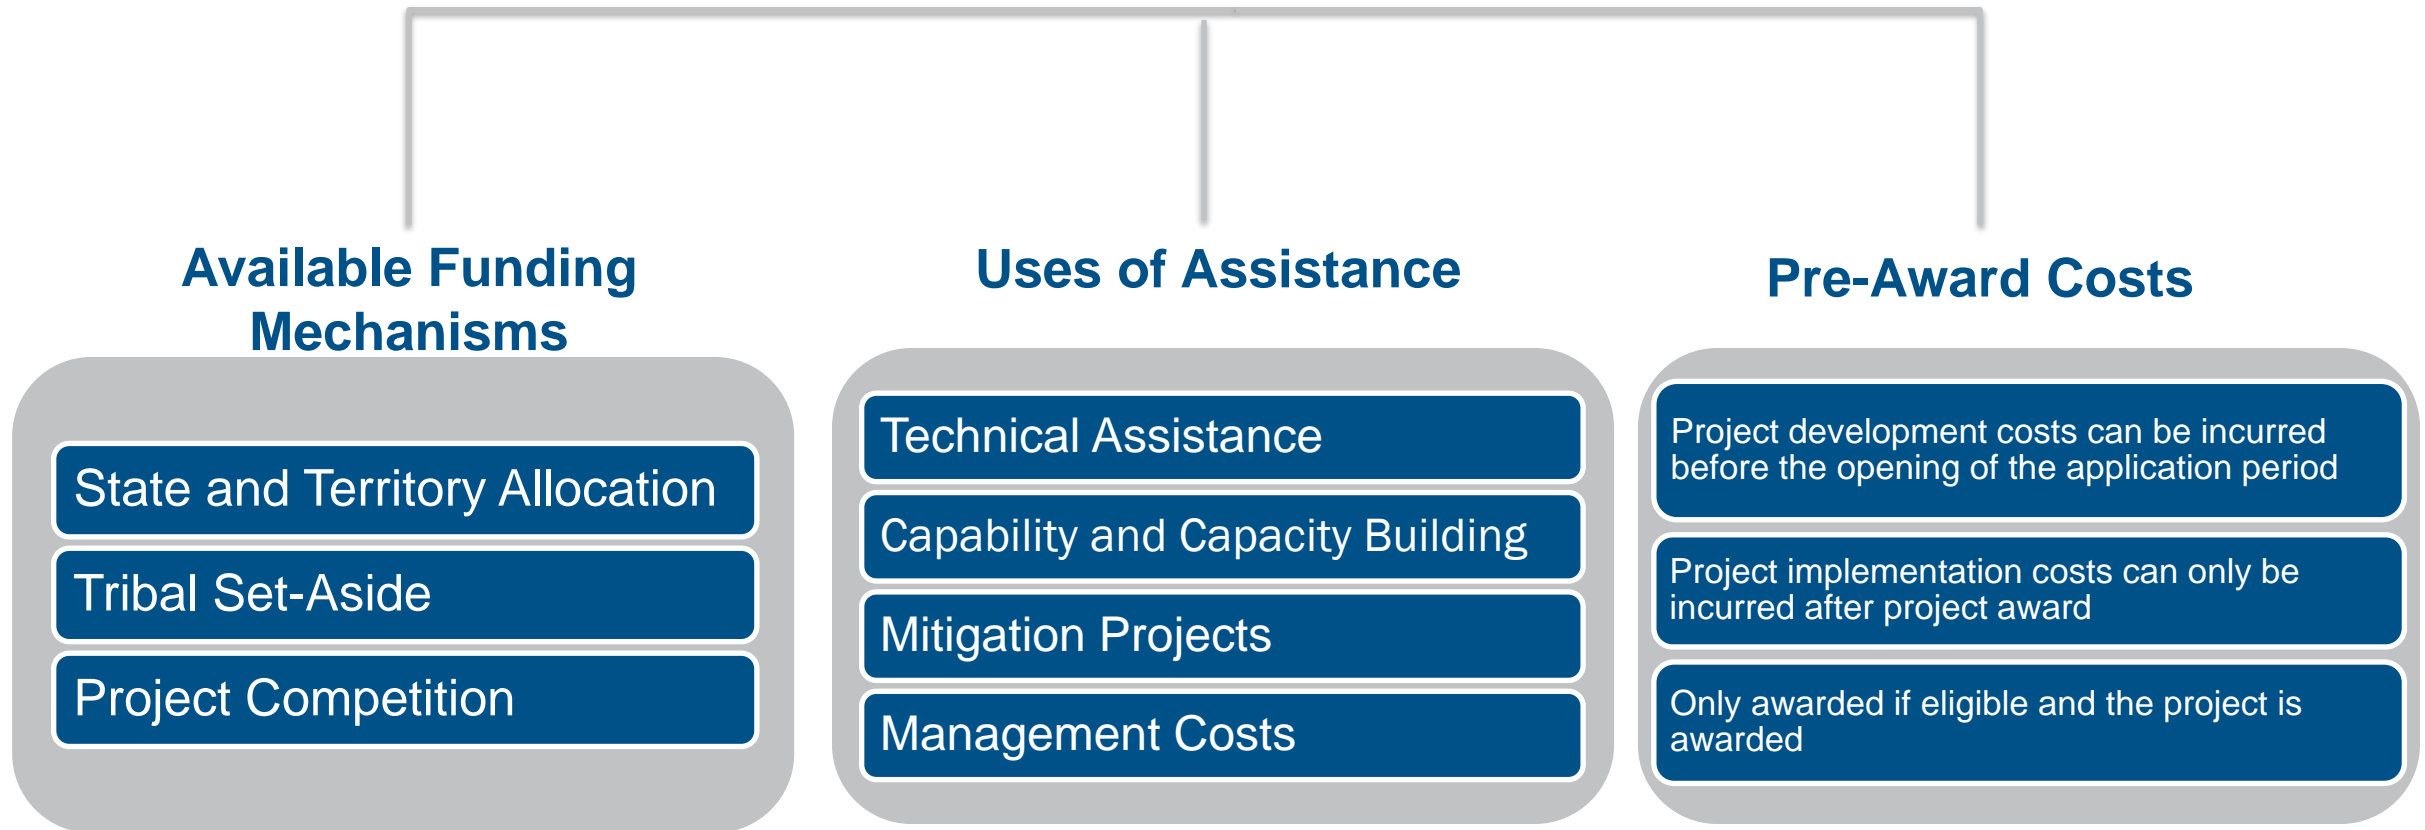 Available Funding
Mechanisms
State and Territory Allocation
Tribal Set-Aside
Project Competition
Uses of Assistance
Technical Assistance
Capability and Capacity Building
Mitigation Projects
Management Costs
Pre-Award Costs
Project development costs can be incurred
before the opening of the application period
Project implementation costs can only be
incurred after project award
Only awarded if eligible and the project is
awarded